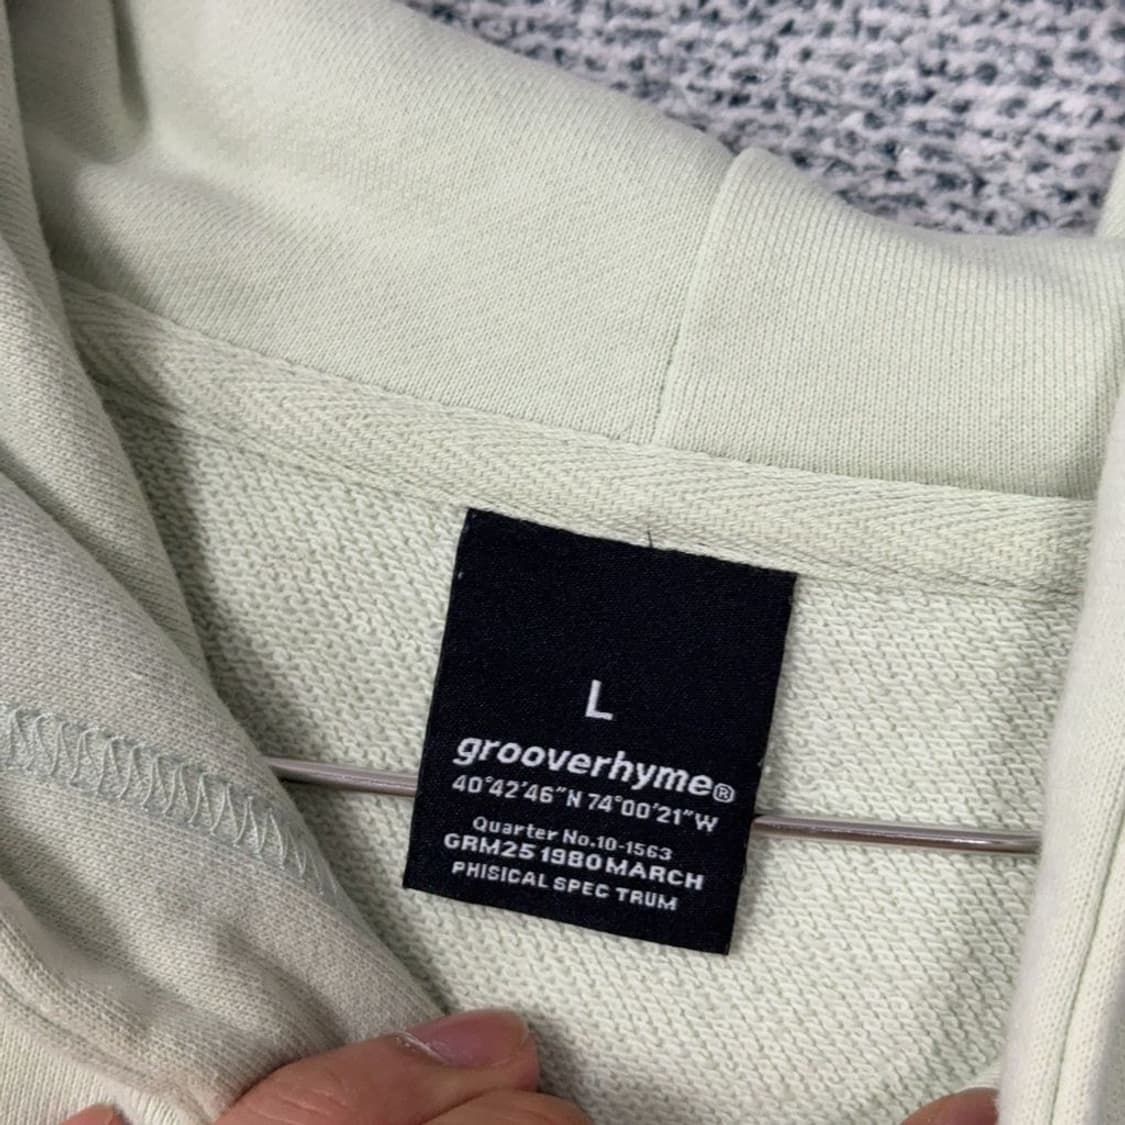 L
grooverhyme®
40°42'46"N 74°00'21"W
Quarter No.10-1563
GRM25 1980 MARCH
PHISICAL SPEC TRUM